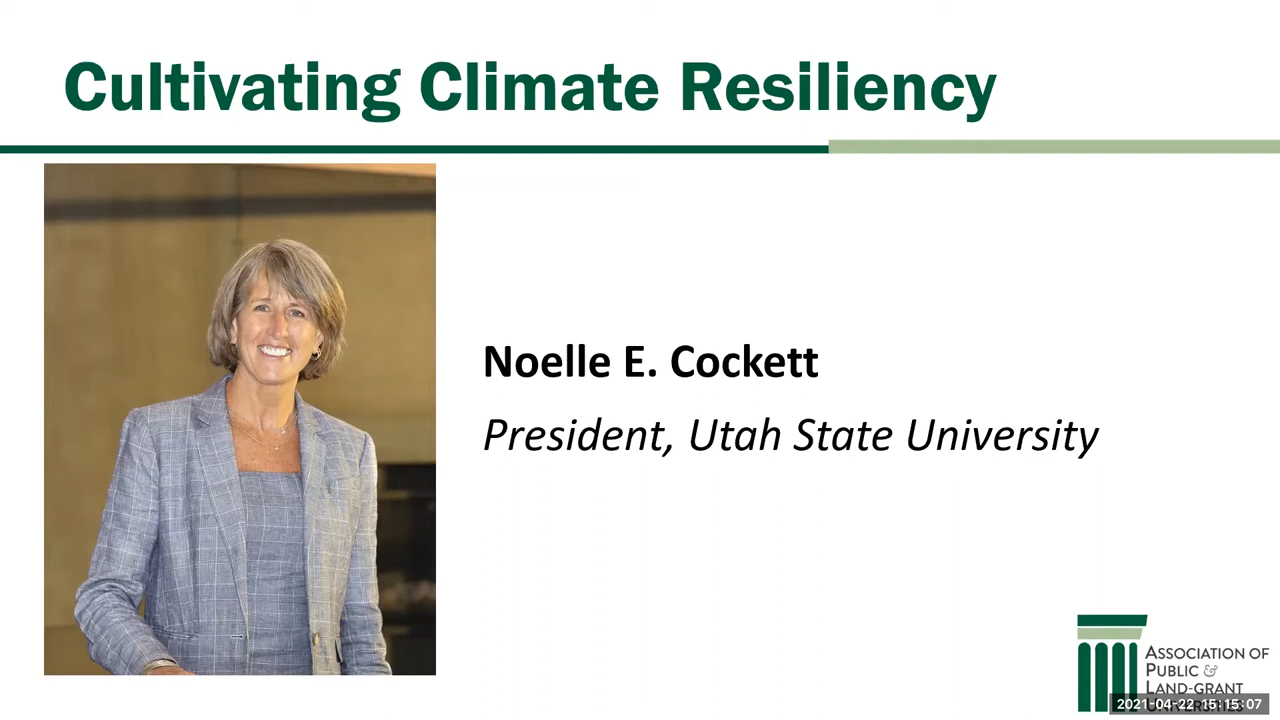 Cultivating Climate Resiliency
Noelle E. Cockett
President, Utah State University
ASSOCIATION OF
PUBLIC &
LAND-GRANT
UNIVERSITIES
2021-04-22 15:15:07